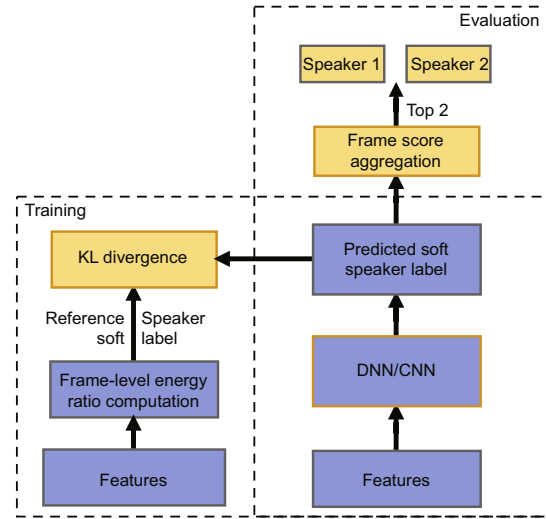 Evaluation
Speaker 1
Speaker 2
Top 2
Frame score
aggregation
Training
KL divergence
Predicted soft
speaker label
Reference
soft
Speaker
label
Frame-level energy
ratio computation
DNN/CNN
Features
Features